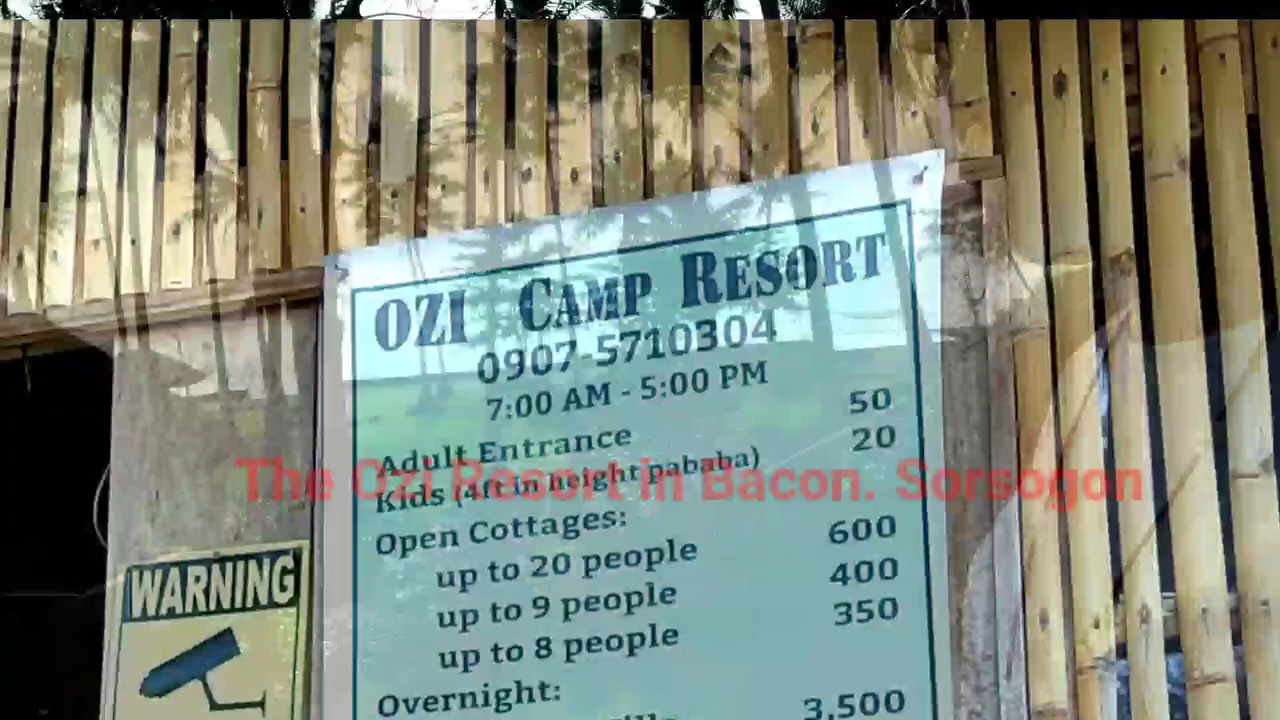 OZI CAMP RESORT
0907-5710304
7:00 AM - 5:00 PM
Adult Entrance 50
Kids (4ft in height pababa) 20
The Ozi Resort in Bacon. Sorsogon
Open Cottages:
up to 20 people 600
up to 9 people 400
up to 8 people 350
Overnight:
3,500
WARNING